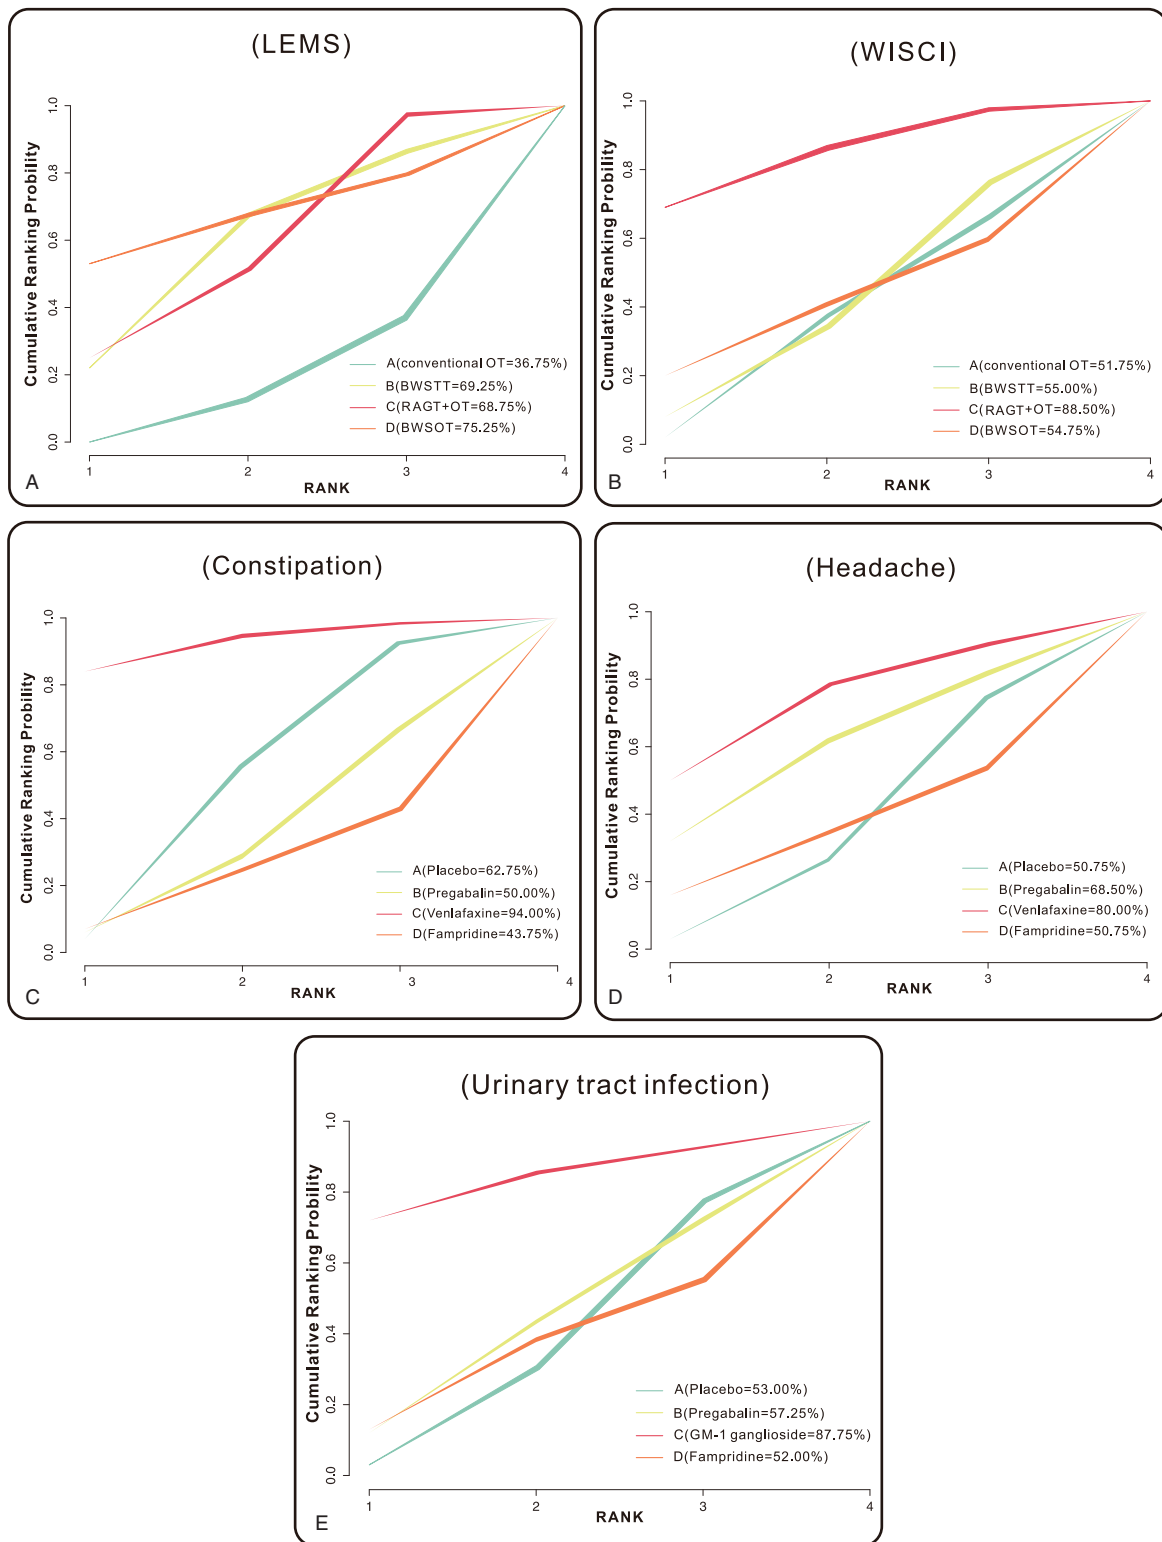 (LEMS)
Cumulative Ranking Probility
1.0
0.8
0.6
0.4
0.2
0.0
A(conventional OT=36.75%)
B(BWSTT=69.25%)
C(RAGT+OT=68.75%)
D(BWSOT=75.25%)
1 2 3 4
RANK
A
(WISCI)
Cumulative Ranking Probility
1.0
0.8
0.6
0.4
0.2
0.0
A(conventional OT=51.75%)
B(BWSTT=55.00%)
C(RAGT+OT=88.50%)
D(BWSOT=54.75%)
1 2 3 4
RANK
B
(Constipation)
Cumulative Ranking Probility
1.0
0.8
0.6
0.4
0.2
0.0
A(Placebo=62.75%)
B(Pregabalin=50.00%)
C(Venlafaxine=94.00%)
D(Fampridine=43.75%)
1 2 3 4
RANK
C
(Headache)
Cumulative Ranking Probility
1.0
0.8
0.6
0.4
0.2
0.0
A(Placebo=50.75%)
B(Pregabalin=68.50%)
C(Venlafaxine=80.00%)
D(Fampridine=50.75%)
1 2 3 4
RANK
D
(Urinary tract infection)
Cumulative Ranking Probility
1.0
0.8
0.6
0.4
0.2
0.0
A(Placebo=53.00%)
B(Pregabalin=57.25%)
C(GM-1 ganglioside=87.75%)
D(Fampridine=52.00%)
1 2 3 4
RANK
E